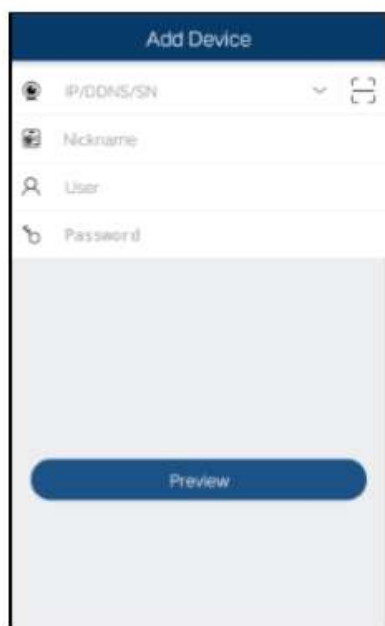 Add Device
IP/DDNS/SN
Nickname
User
Password
Preview